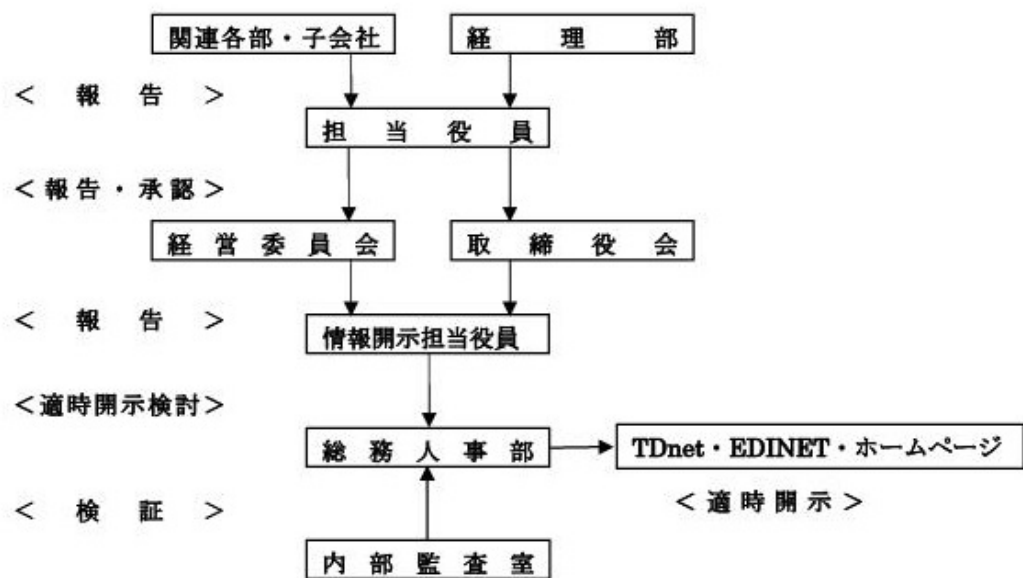 関連各部・子会社 経理部
＜報告＞
担当役員
＜報告・承認＞
経営委員会 取締役会
＜報告＞
情報開示担当役員
＜適時開示検討＞
総務人事部 TDnet・EDINET・ホームページ
＜検証＞ ＜適時開示＞
内部監査室